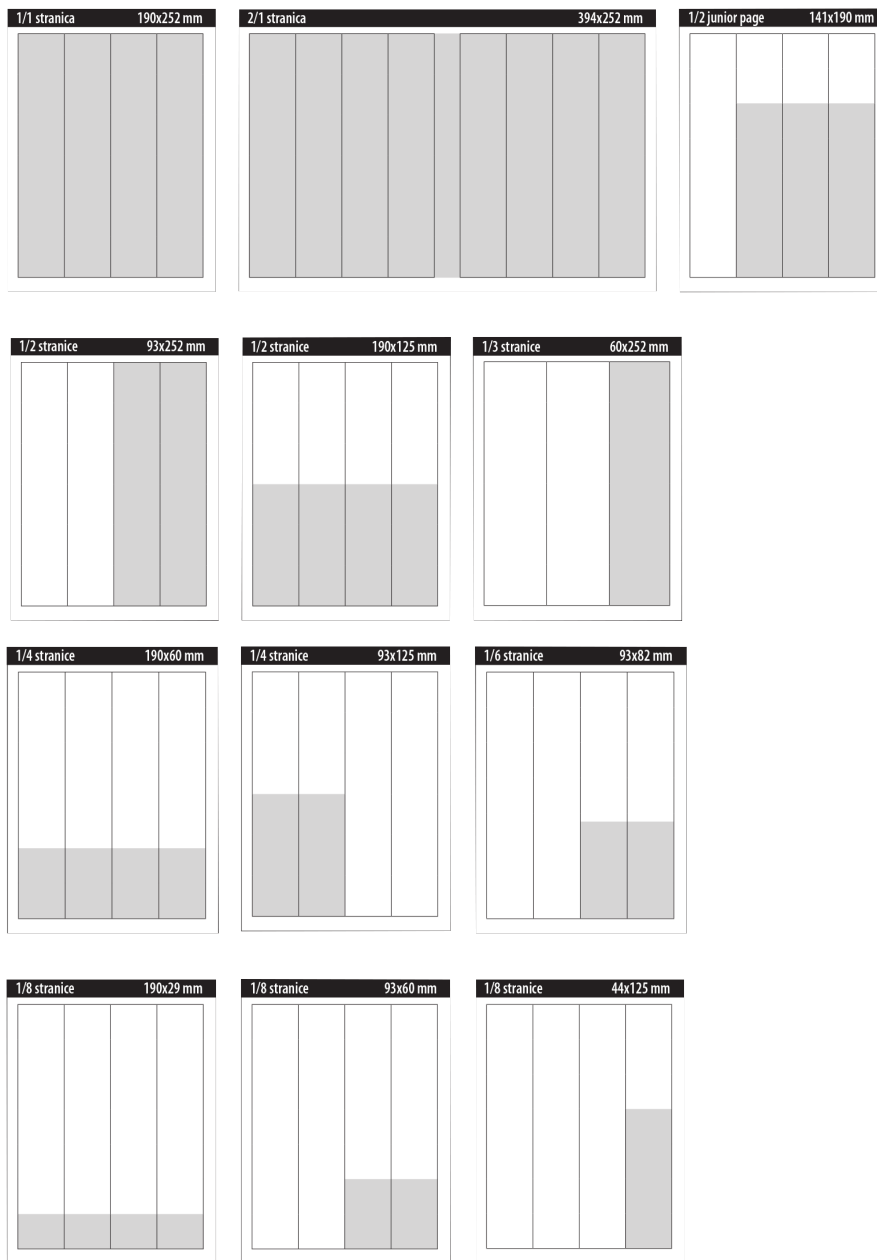 1/1 stranica 190x252 mm
2/1 stranica 394x252 mm
1/2 junior page 141x190 mm
1/2 stranice 93x252 mm
1/2 stranice 190x125 mm
1/3 stranice 60x252 mm
1/4 stranice 190x60 mm
1/4 stranice 93x125 mm
1/6 stranice 93x82 mm
1/8 stranice 190x29 mm
1/8 stranice 93x60 mm
1/8 stranice 44x125 mm